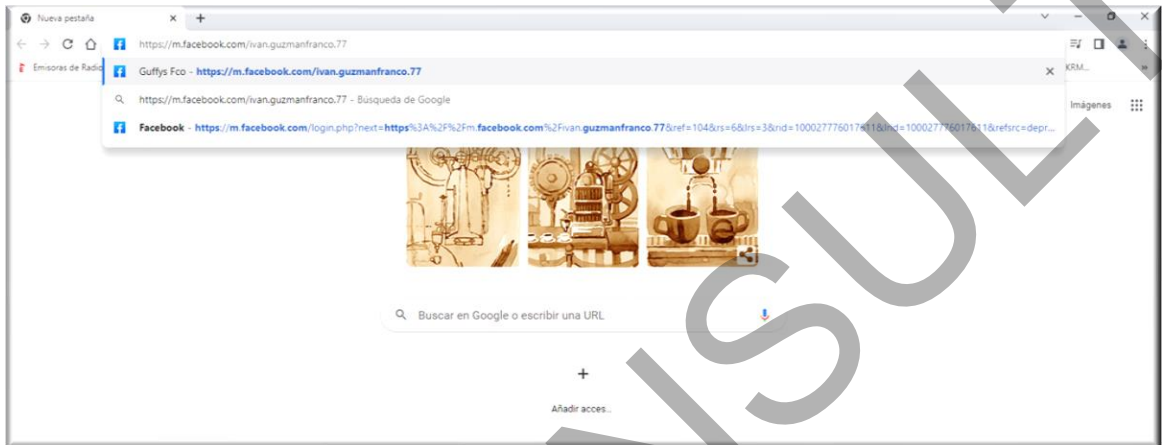 Nueva pestaña
https://m.facebook.com/ivan.guzmanfranco.77
Emisoras de Radio
KRM...
Guffys Fco - https://m.facebook.com/ivan.guzmanfranco.77
https://m.facebook.com/ivan.guzmanfranco.77 - Búsqueda de Google
Imágenes
Facebook - https://m.facebook.com/login.php?next=https%3A%2F%2Fm.facebook.com%2Fivan.guzmanfranco.77&ref=104&rs=6&lrs=3&rid=100027776017611&lnd=100027776017611&refsrc=depr...
Buscar en Google o escribir una URL
Añadir acces...
NSULT